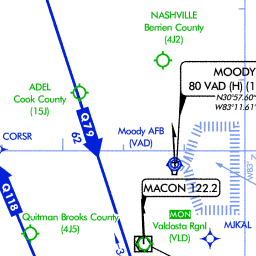 NASHVILLE
Berrien County
(4J2)
MOODY
80 VAD (H) (1
N30°57.60'
W83°11.61'
ADEL
Cook County
(15J)
Q79
62
CORSR
Moody AFB
(VAD)
W83°
MACON 122.2
Q118
Quitman Brooks County
(4J5)
MON
Valdosta Rgnl
(VLD)
MJKAL